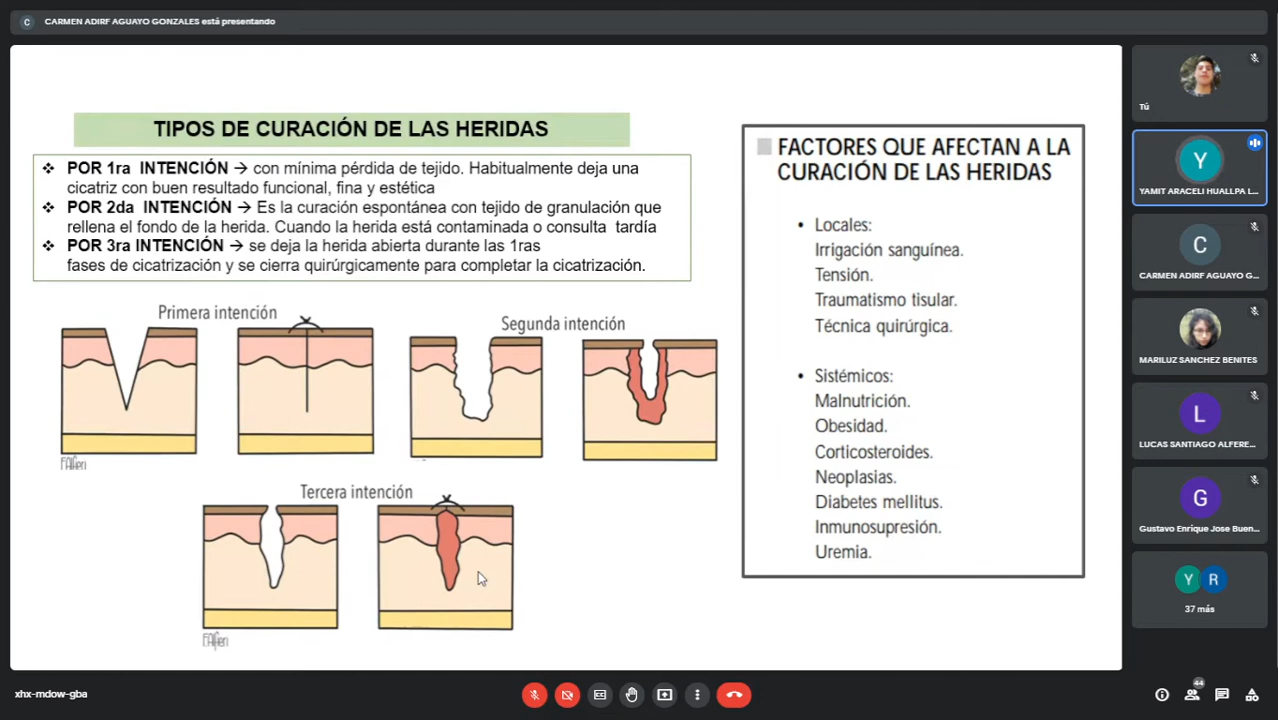 C CARMEN ADIRF AGUAYO GONZALES está presentando
TIPOS DE CURACIÓN DE LAS HERIDAS
❖ POR 1ra INTENCIÓN → con mínima pérdida de tejido. Habitualmente deja una
cicatriz con buen resultado funcional, fina y estética
❖ POR 2da INTENCIÓN → Es la curación espontánea con tejido de granulación que
rellena el fondo de la herida. Cuando la herida está contaminada o consulta tardía
❖ POR 3ra INTENCIÓN → se deja la herida abierta durante las 1ras
fases de cicatrización y se cierra quirúrgicamente para completar la cicatrización.
Primera intención
Segunda intención
Tercera intención
FACTORES QUE AFECTAN A LA
CURACIÓN DE LAS HERIDAS
• Locales:
Irrigación sanguínea.
Tensión.
Traumatismo tisular.
Técnica quirúrgica.
• Sistémicos:
Malnutrición.
Obesidad.
Corticosteroides.
Neoplasias.
Diabetes mellitus.
Inmunosupresión.
Uremia.
Tú
Y
YAMIT ARACELI HUALLPA L...
C
CARMEN ADIRF AGUAYO G...
MARILUZ SANCHEZ BENITES
L
LUCAS SANTIAGO ALFERE...
G
Gustavo Enrique Jose Buen...
Y R
37 más
xhx-mdow-gba
44